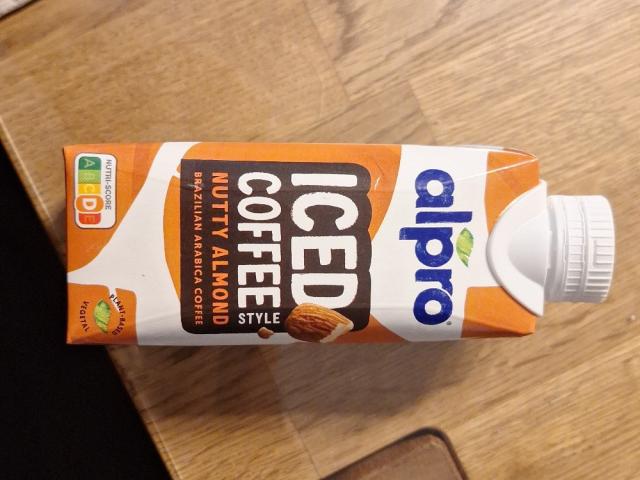 alpro
ICED
COFFEE
STYLE
NUTTY ALMOND
BRAZILIAN ARABICA COFFEE
NUTRI-SCORE
A B C D E
PLANT-BASED
VEGETAL